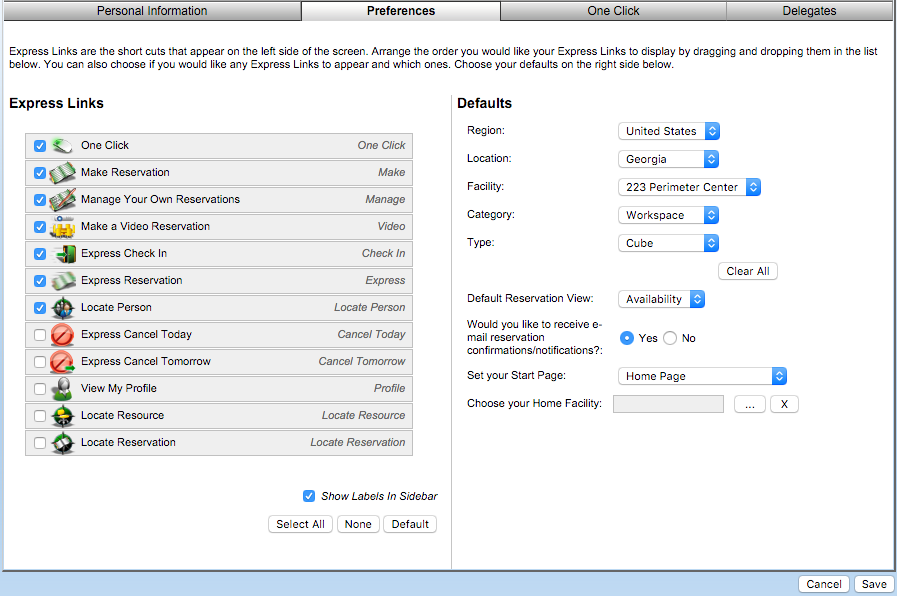 Personal Information
Preferences
One Click
Delegates
Express Links are the short cuts that appear on the left side of the screen. Arrange the order you would like your Express Links to display by dragging and dropping them in the list
below. You can also choose if you would like any Express Links to appear and which ones. Choose your defaults on the right side below.
Express Links
One Click One Click
Make Reservation Make
Manage Your Own Reservations Manage
Make a Video Reservation Video
Express Check In Check In
Express Reservation Express
Locate Person Locate Person
Express Cancel Today Cancel Today
Express Cancel Tomorrow Cancel Tomorrow
View My Profile Profile
Locate Resource Locate Resource
Locate Reservation Locate Reservation
Show Labels In Sidebar
Select All None Default
Defaults
Region: United States
Location: Georgia
Facility: 223 Perimeter Center
Category: Workspace
Type: Cube
Clear All
Default Reservation View: Availability
Would you like to receive e-
mail reservation
confirmations/notifications?:
Yes No
Set your Start Page: Home Page
Choose your Home Facility: ... X
Cancel Save